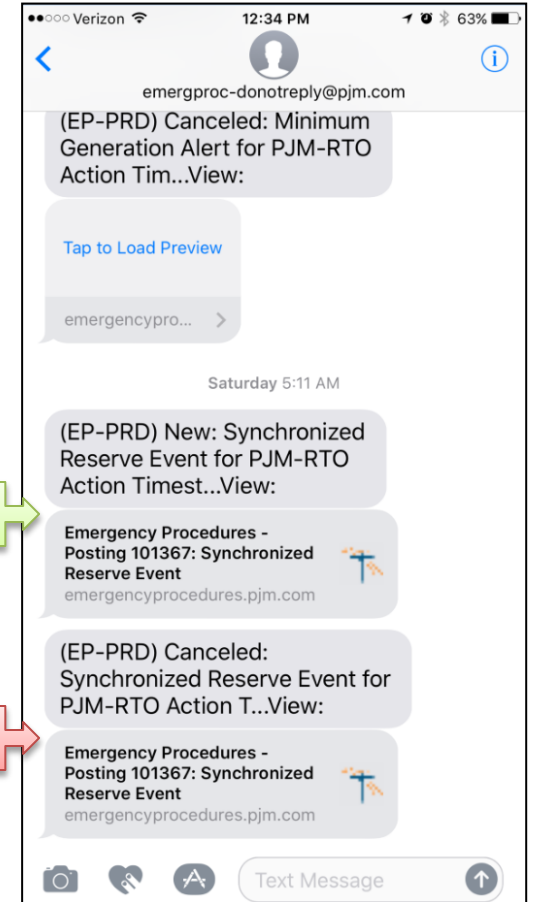 Verizon 12:34 PM 63%
emergproc-donotreply@pjm.com
(EP-PRD) Canceled: Minimum
Generation Alert for PJM-RTO
Action Tim...View:
Tap to Load Preview
emergencypro...
Saturday 5:11 AM
(EP-PRD) New: Synchronized
Reserve Event for PJM-RTO
Action Timest...View:
Emergency Procedures -
Posting 101367: Synchronized
Reserve Event
emergencyprocedures.pjm.com
(EP-PRD) Canceled:
Synchronized Reserve Event for
PJM-RTO Action T...View:
Emergency Procedures -
Posting 101367: Synchronized
Reserve Event
emergencyprocedures.pjm.com
Text Message